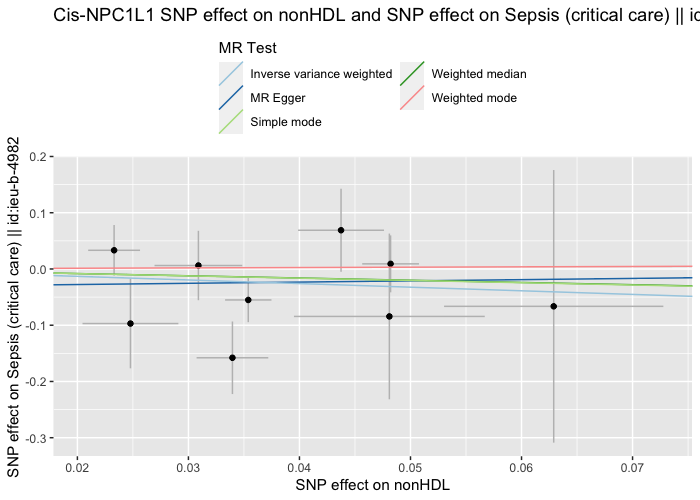 Cis-NPC1L1 SNP effect on nonHDL and SNP effect on Sepsis (critical care) || id
MR Test
Inverse variance weighted
Weighted median
MR Egger
Weighted mode
Simple mode
SNP effect on Sepsis (critical care) || id:ieu-b-4982
0.2
0.1
0.0
-0.1
-0.2
-0.3
0.02 0.03 0.04 0.05 0.06 0.07
SNP effect on nonHDL